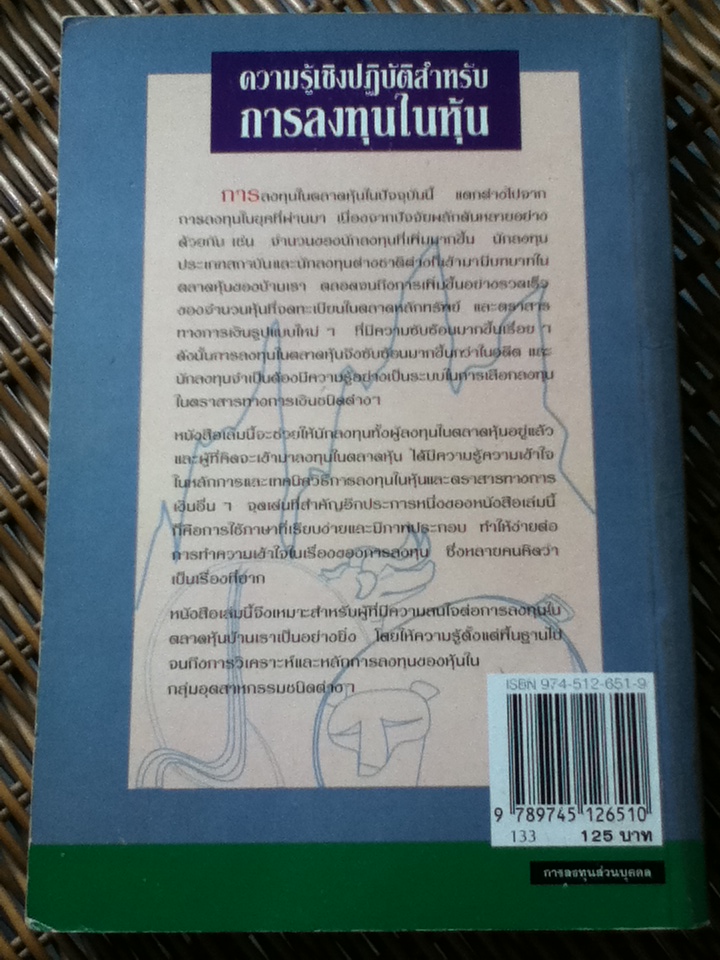 ความรู้เชิงปฏิบัติสำหรับ
การลงทุนในหุ้น
การลงทุนในตลาดหุ้นในปัจจุบันนี้ แตกต่างไปจาก
การลงทุนในยุคที่ผ่านมา เนื่องจากปัจจัยผลักดันหลายอย่าง
ด้วยกัน เช่น จำนวนของนักลงทุนที่เพิ่มมากขึ้น นักลงทุน
ประเภทสถาบันและนักลงทุนต่างชาติต่างก็เข้ามามีบทบาทใน
ตลาดหุ้นของบ้านเรา ตลอดจนถึงการเพิ่มขึ้นอย่างรวดเร็ว
ของจำนวนหุ้นที่จดทะเบียนในตลาดหลักทรัพย์ และตราสาร
ทางการเงินรูปแบบใหม่ ๆ ที่มีความซับซ้อนมากขึ้นเรื่อย ๆ
ดังนั้นการลงทุนในตลาดหุ้นจึงซับซ้อนมากขึ้นกว่าในอดีต และ
นักลงทุนจำเป็นต้องมีความรู้อย่างเป็นระบบในการเลือกลงทุน
ในตราสารทางการเงินชนิดต่างๆ
หนังสือเล่มนี้จะช่วยให้นักลงทุนทั้งผู้ลงทุนในตลาดหุ้นอยู่แล้ว
และผู้ที่คิดจะเข้ามาลงทุนในตลาดหุ้น ได้มีความรู้ความเข้าใจ
ในหลักการและเทคนิควิธีการลงทุนในหุ้นและตราสารทางการ
เงินอื่น ๆ จุดเด่นที่สำคัญอีกประการหนึ่งของหนังสือเล่มนี้
ก็คือการใช้ภาษาที่เรียบง่ายและมีภาพประกอบ ทำให้ง่ายต่อ
การทำความเข้าใจในเรื่องของการลงทุน ซึ่งหลายคนคิดว่า
เป็นเรื่องที่ยาก
หนังสือเล่มนี้จึงเหมาะสำหรับผู้ที่มีความสนใจต่อการลงทุนใน
ตลาดหุ้นบ้านเราเป็นอย่างยิ่ง โดยให้ความรู้ตั้งแต่พื้นฐานไป
จนถึงการวิเคราะห์และหลักการลงทุนของหุ้นใน
กลุ่มอุตสาหกรรมชนิดต่างๆ
ISBN 974-512-651-9
9 789745 126510
133 125 บาท
การลงทุนส่วนบุคคล